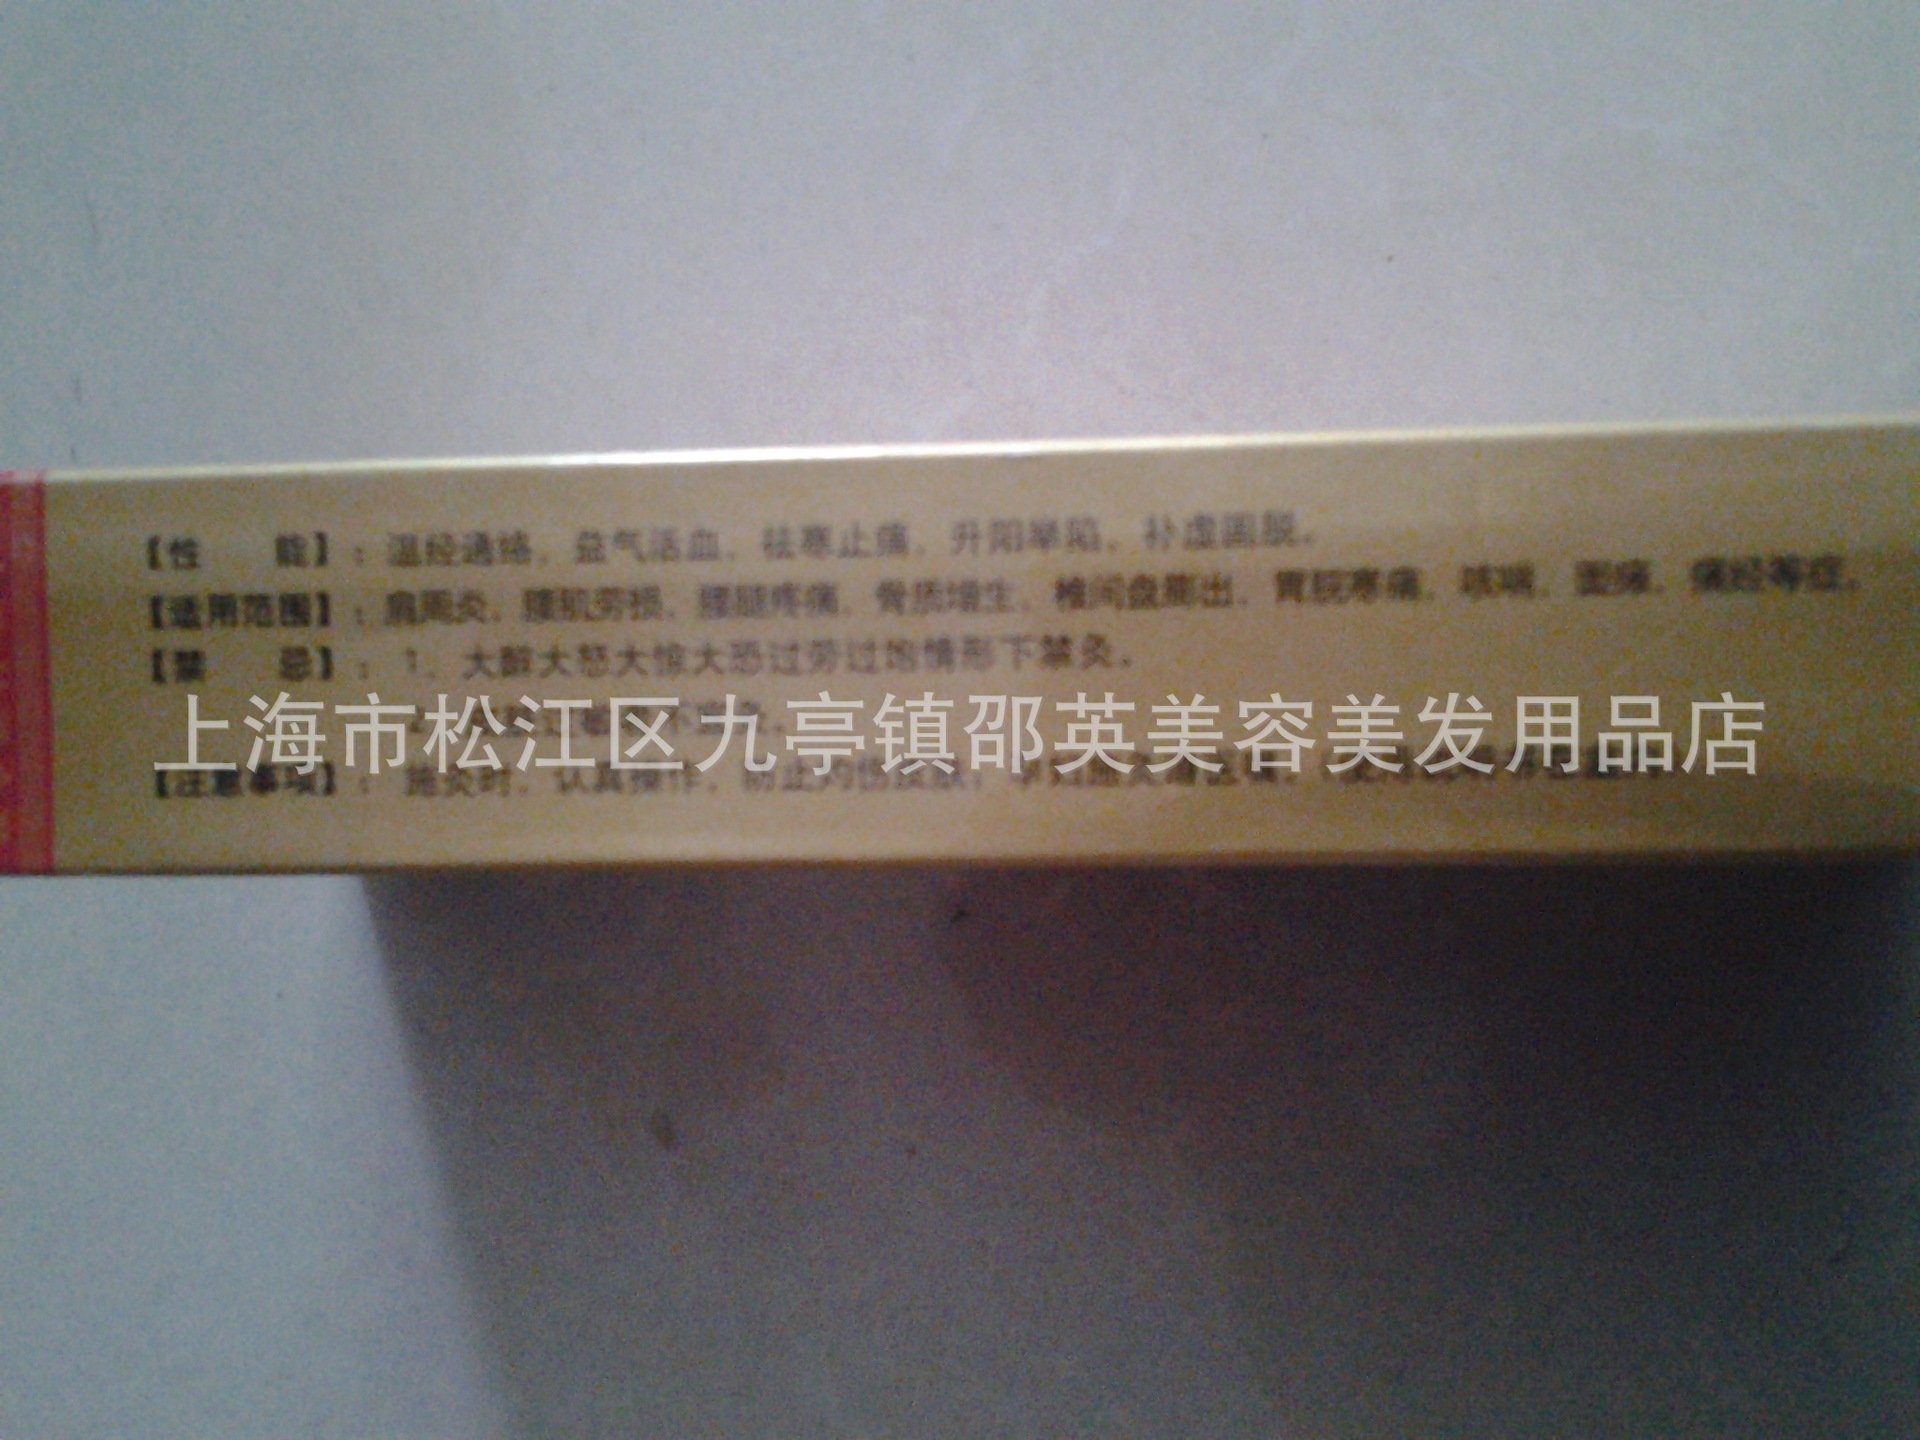 【性 能】：温经通络，益气活血，祛寒止痛，升阳举陷，补虚固脱。
【适用范围】：肩周炎，腰肌劳损，腰腿疼痛，骨质增生，椎间盘膨出，胃脘寒痛，咳喘，面瘫，痛经等症。
【禁 忌】：1、大醉大怒大惊大恐过劳过饱情形下禁灸。
上海市松江区九亭镇邵英美容美发用品店
【注意事项】：施灸时，认真操作，防止灼伤皮肤，